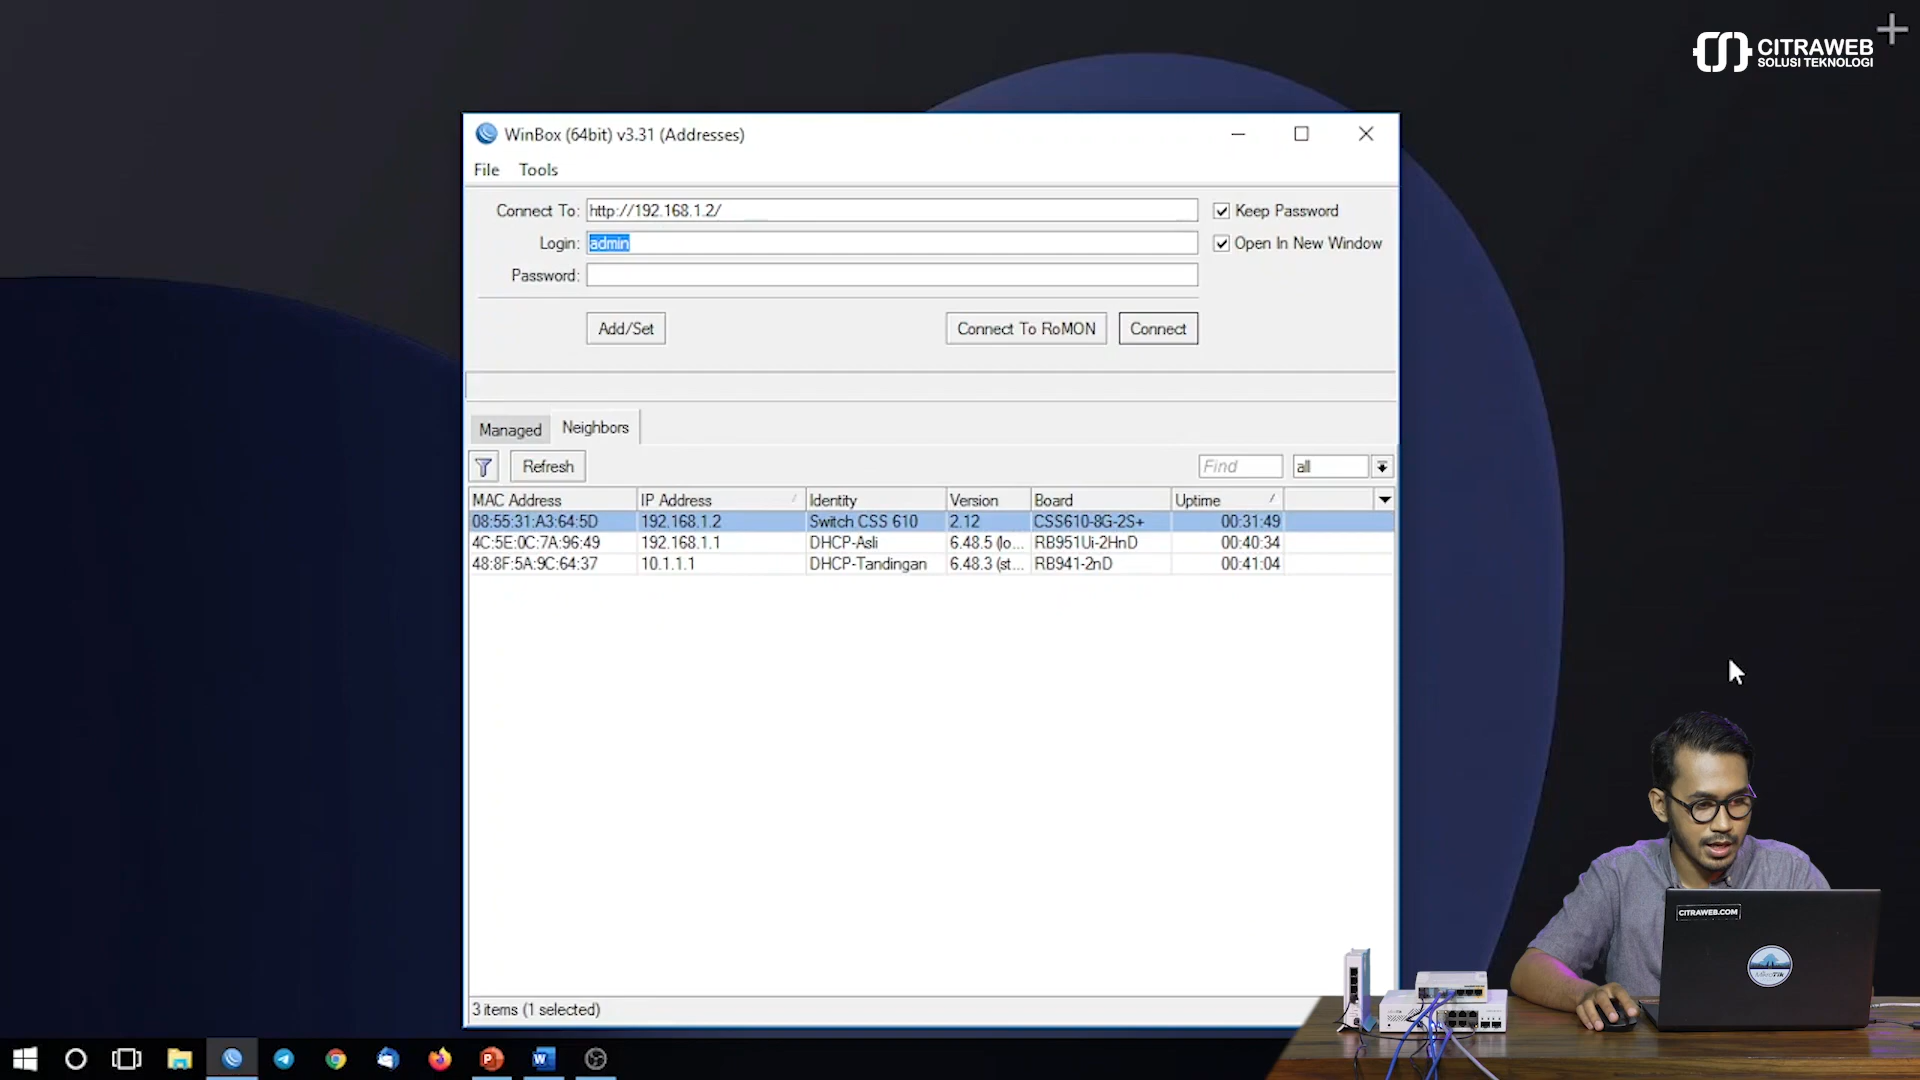 CITRAWEB
SOLUSI TEKNOLOGI
WinBox (64bit) v3.31 (Addresses)
File Tools
Connect To: http://192.168.1.2/ Keep Password
Login: admin Open In New Window
Password:
Add/Set Connect To RoMON Connect
Managed Neighbors
Refresh Find all
MAC Address IP Address Identity Version Board Uptime
08:55:31:A3:64:5D 192.168.1.2 Switch CSS 610 2.12 CSS610-8G-2S+ 00:31:49
4C:5E:0C:7A:96:49 192.168.1.1 DHCP-Asli 6.48.5 (lo... RB951Ui-2HnD 00:40:34
48:8F:5A:9C:64:37 10.1.1.1 DHCP-Tandingan 6.48.3 (st... RB941-2nD 00:41:04
3 items (1 selected)
CITRAWEB.COM
MikroTik